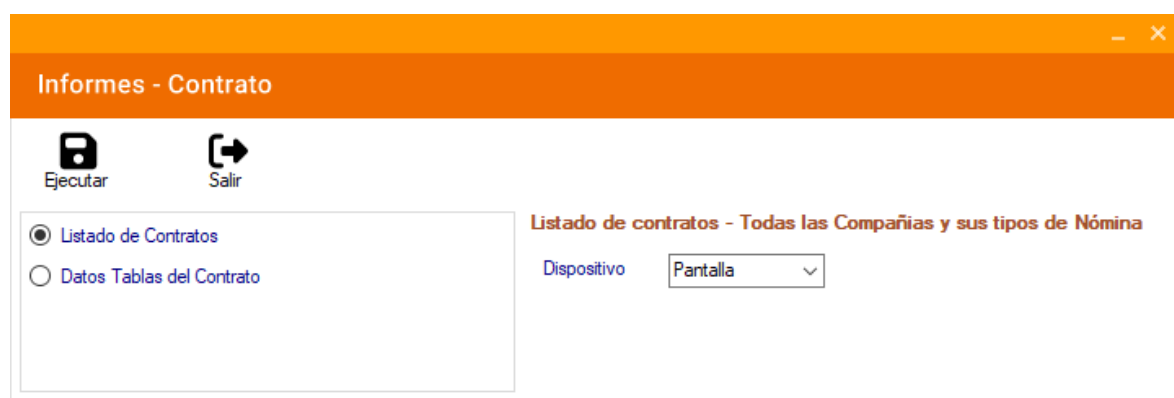 Informes - Contrato
Ejecutar
Salir
Listado de Contratos
Datos Tablas del Contrato
Listado de contratos - Todas las Compañias y sus tipos de Nómina
Dispositivo
Pantalla